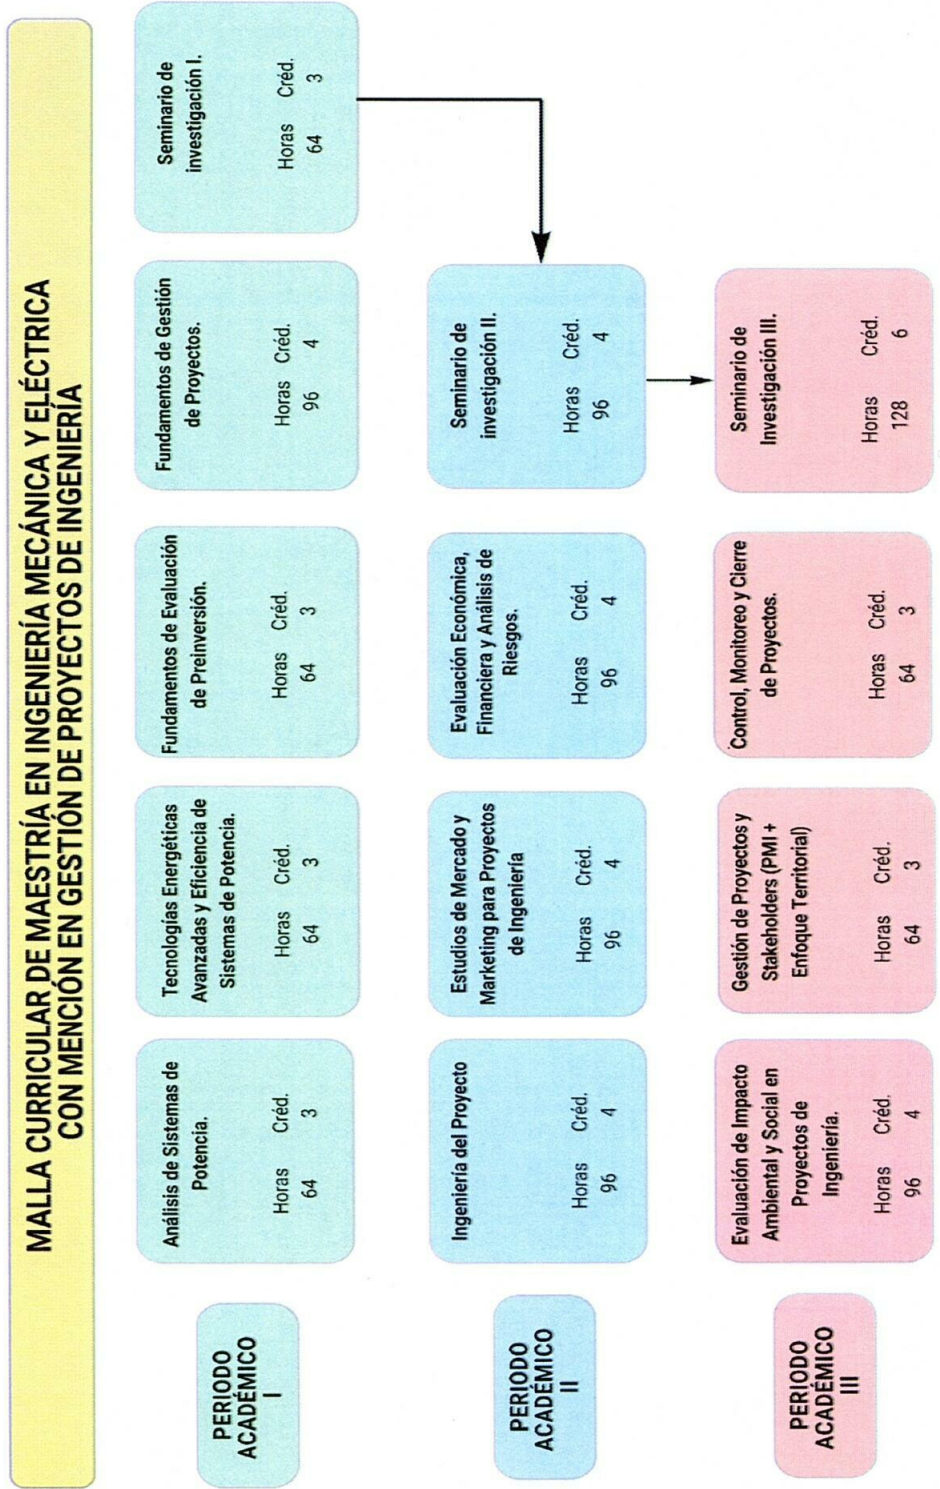 MALLA CURRICULAR DE MAESTRÍA EN INGENIERÍA MECÁNICA Y ELÉCTRICA
CON MENCIÓN EN GESTIÓN DE PROYECTOS DE INGENIERÍA
PERIODO
ACADÉMICO
I
Análisis de Sistemas de
Potencia.
Horas Créd.
64 3
Tecnologías Energéticas
Avanzadas y Eficiencia de
Sistemas de Potencia.
Horas Créd.
64 3
Fundamentos de Evaluación
de Preinversión.
Horas Créd.
64 3
Fundamentos de Gestión
de Proyectos.
Horas Créd.
96 4
Seminario de
investigación I.
Horas Créd.
64 3
PERIODO
ACADÉMICO
II
Ingeniería del Proyecto
Horas Créd.
96 4
Estudios de Mercado y
Marketing para Proyectos
de Ingeniería
Horas Créd.
96 4
Evaluación Económica,
Financiera y Análisis de
Riesgos.
Horas Créd.
96 4
Seminario de
investigación II.
Horas Créd.
96 4
PERIODO
ACADÉMICO
III
Evaluación de Impacto
Ambiental y Social en
Proyectos de
Ingeniería.
Horas Créd.
96 4
Gestión de Proyectos y
Stakeholders (PMI +
Enfoque Territorial)
Horas Créd.
64 3
Control, Monitoreo y Cierre
de Proyectos.
Horas Créd.
64 3
Seminario de
Investigación III.
Horas Créd.
128 6